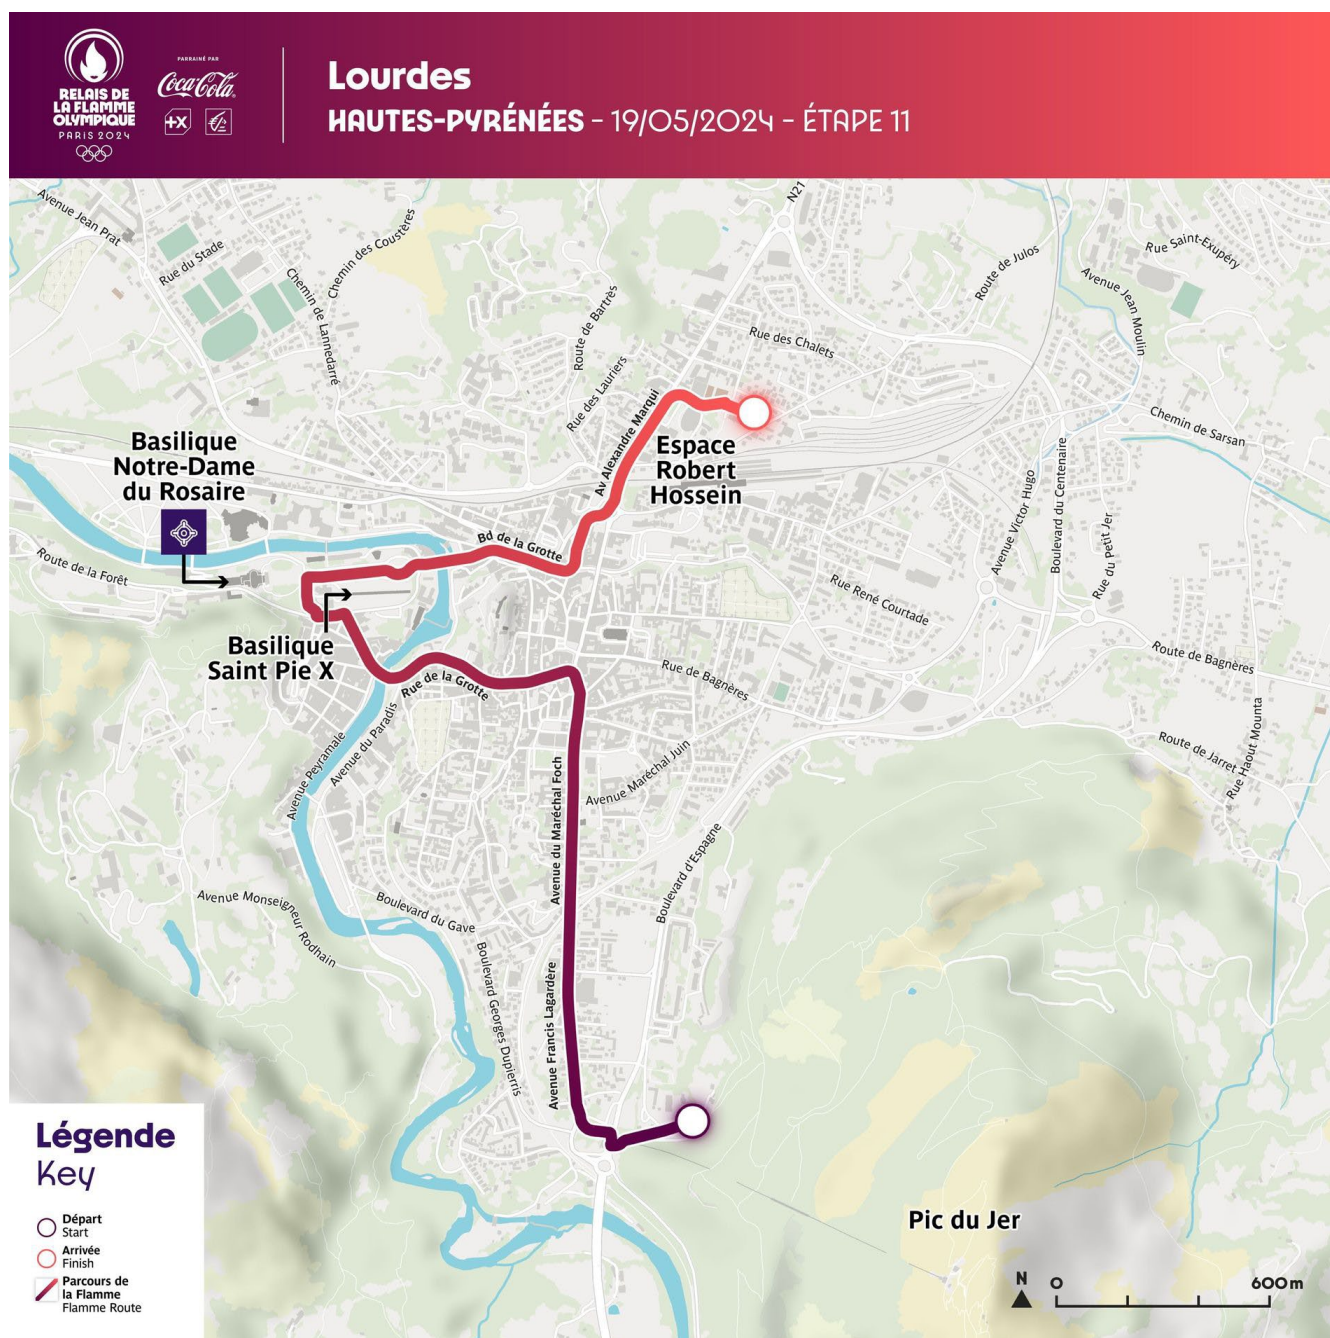 RELAIS DE
LA FLAMME
OLYMPIQUE
PARIS 2024
PARRAINÉ PAR
Coca-Cola
+X
Lourdes
HAUTES-PYRÉNÉES - 19/05/2024 - ÉTAPE 11
N21
Avenue Jean Prat
Rue du Stade
Chemin des Coustères
Chemin de Lannedarré
Route de Bartrès
Rue des Lauriers
Rue des Chalets
Route de Julos
Rue Saint-Exupéry
Avenue Jean Moulin
Chemin de Sarsan
Av Alexandre Marqui
Espace
Robert
Hossein
Basilique
Notre-Dame
du Rosaire
Route de la Forêt
Bd de la Grotte
Avenue Victor Hugo
Boulevard du Centenaire
Rue du Petit Jer
Rue René Courtade
Basilique
Saint Pie X
Rue de la Grotte
Rue de Bagnères
Route de Bagnères
Avenue Peyramale
Avenue du Paradis
Avenue du Maréchal Foch
Avenue Maréchal Juin
Route de Jarret
Rue Haout Mounta
Boulevard d'Espagne
Avenue Monseigneur Rodhain
Boulevard du Gave
Boulevard Georges Dupierris
Avenue Francis Lagardère
Pic du Jer
Légende
Key
Départ
Start
Arrivée
Finish
Parcours de
la Flamme
Flamme Route
N
0 600 m